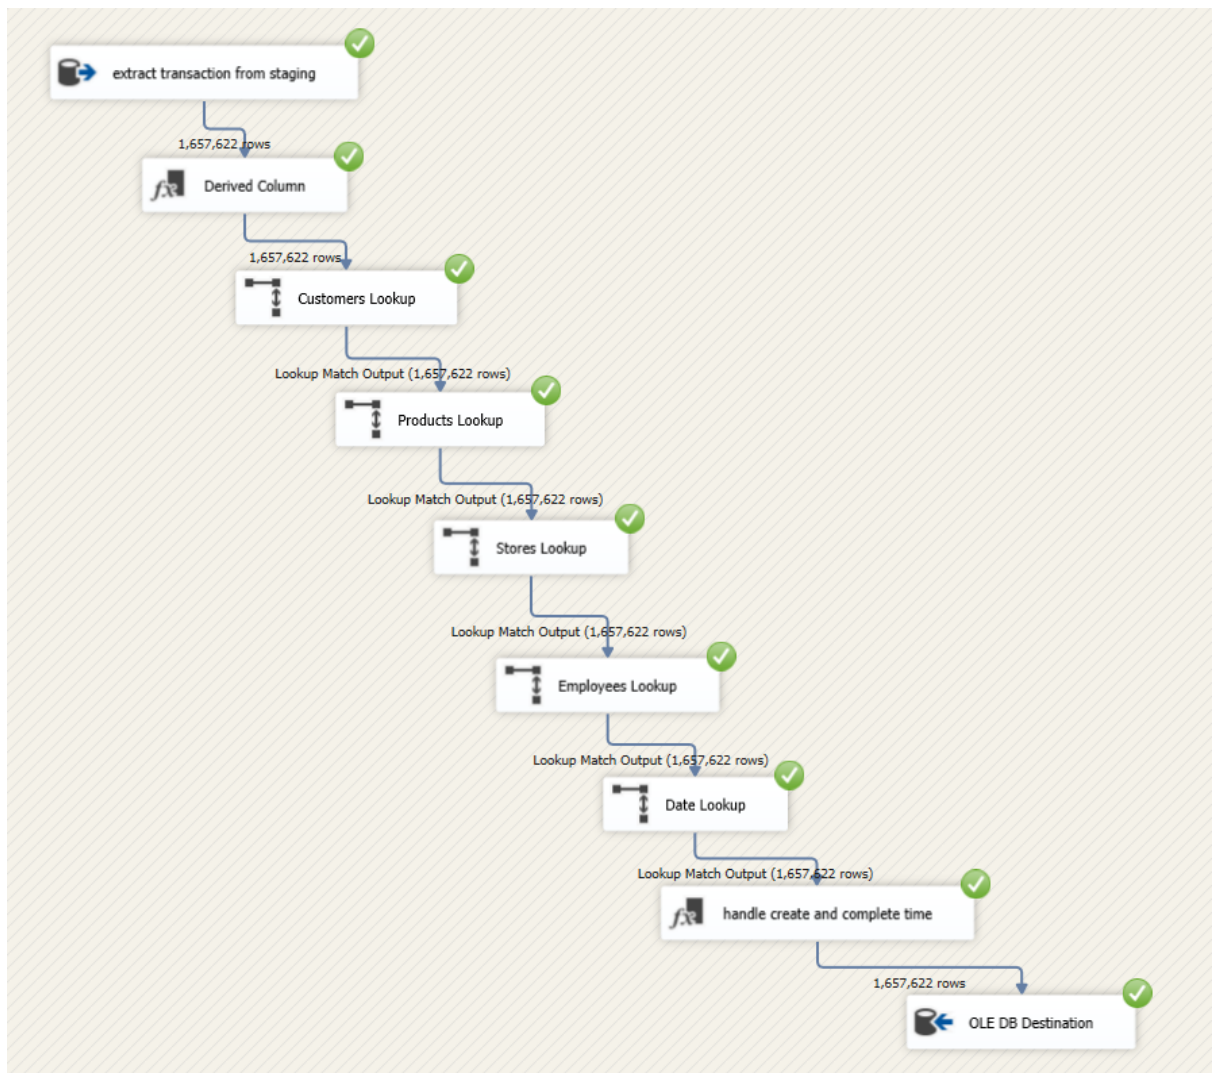 extract transaction from staging
1,657,622 rows
Derived Column
1,657,622 rows
Customers Lookup
Lookup Match Output (1,657,622 rows)
Products Lookup
Lookup Match Output (1,657,622 rows)
Stores Lookup
Lookup Match Output (1,657,622 rows)
Employees Lookup
Lookup Match Output (1,657,622 rows)
Date Lookup
Lookup Match Output (1,657,622 rows)
handle create and complete time
1,657,622 rows
OLE DB Destination